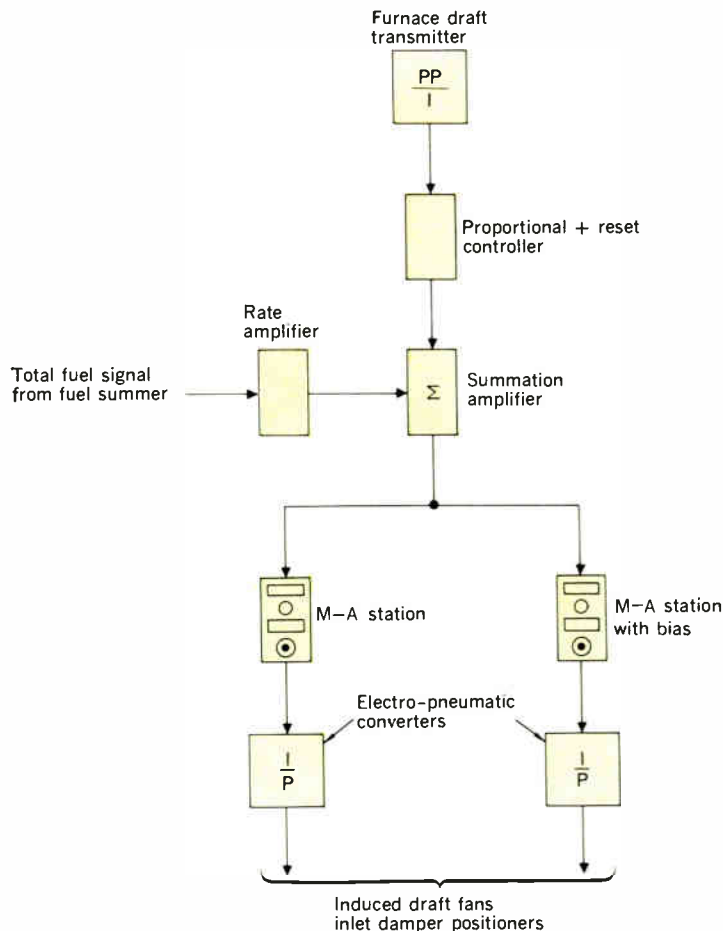 Furnace draft
transmitter
PP
I
Proportional + reset
controller
Rate
amplifier
Total fuel signal
from fuel summer
Σ
Summation
amplifier
M–A station
M–A station
with bias
Electro-pneumatic
converters
I
P
I
P
Induced draft fans
inlet damper positioners